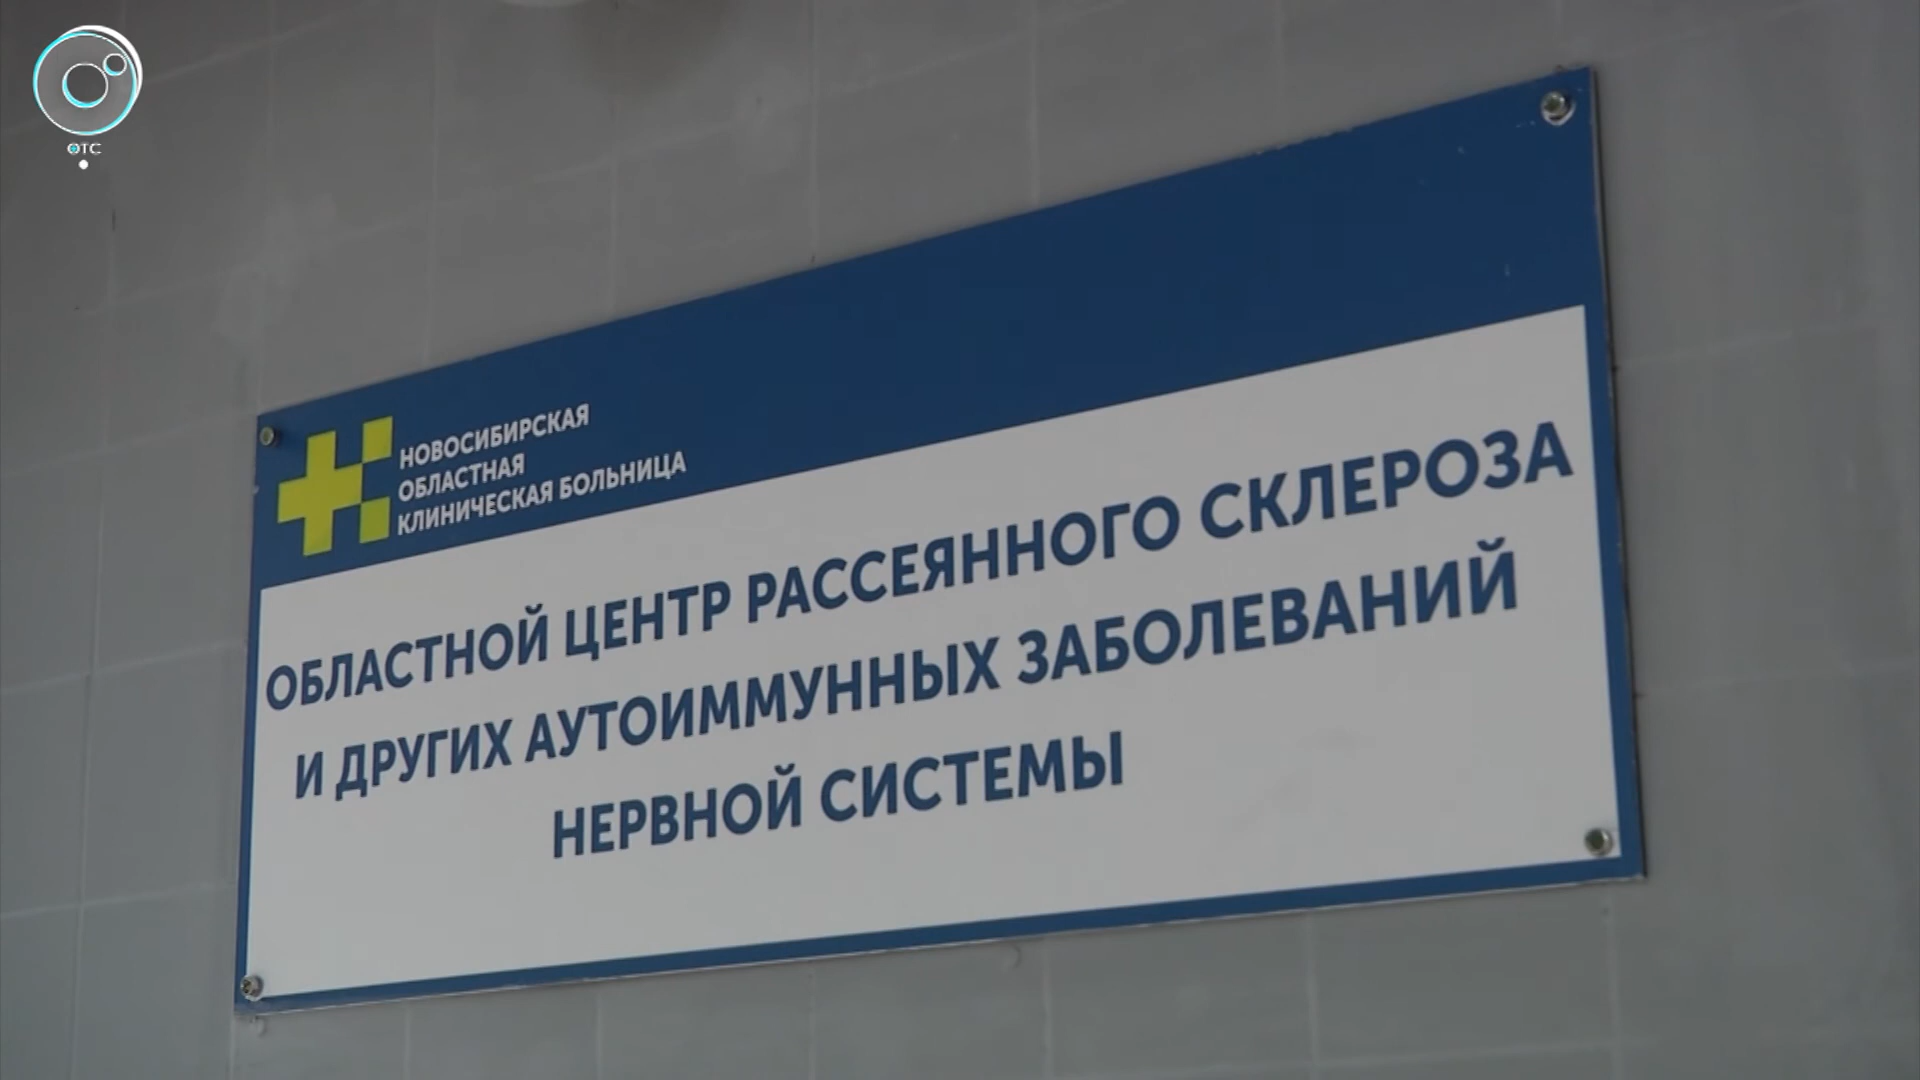 ОТС
НОВОСИБИРСКАЯ
ОБЛАСТНАЯ
КЛИНИЧЕСКАЯ БОЛЬНИЦА
ОБЛАСТНОЙ ЦЕНТР РАССЕЯННОГО СКЛЕРОЗА
И ДРУГИХ АУТОИММУННЫХ ЗАБОЛЕВАНИЙ
НЕРВНОЙ СИСТЕМЫ